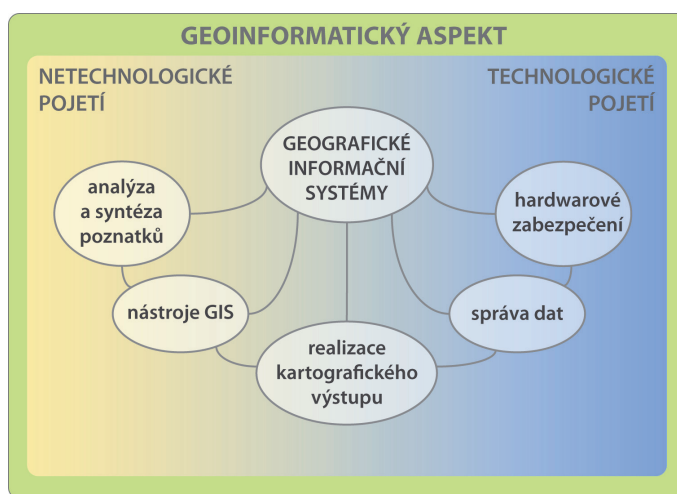 GEOINFORMATICKÝ ASPEKT
NETECHNOLOGICKÉ
POJETÍ
TECHNOLOGICKÉ
POJETÍ
GEOGRAFICKÉ
INFORMAČNÍ
SYSTÉMY
analýza
a syntéza
poznatků
hardwarové
zabezpečení
nástroje GIS
správa dat
realizace
kartografického
výstupu